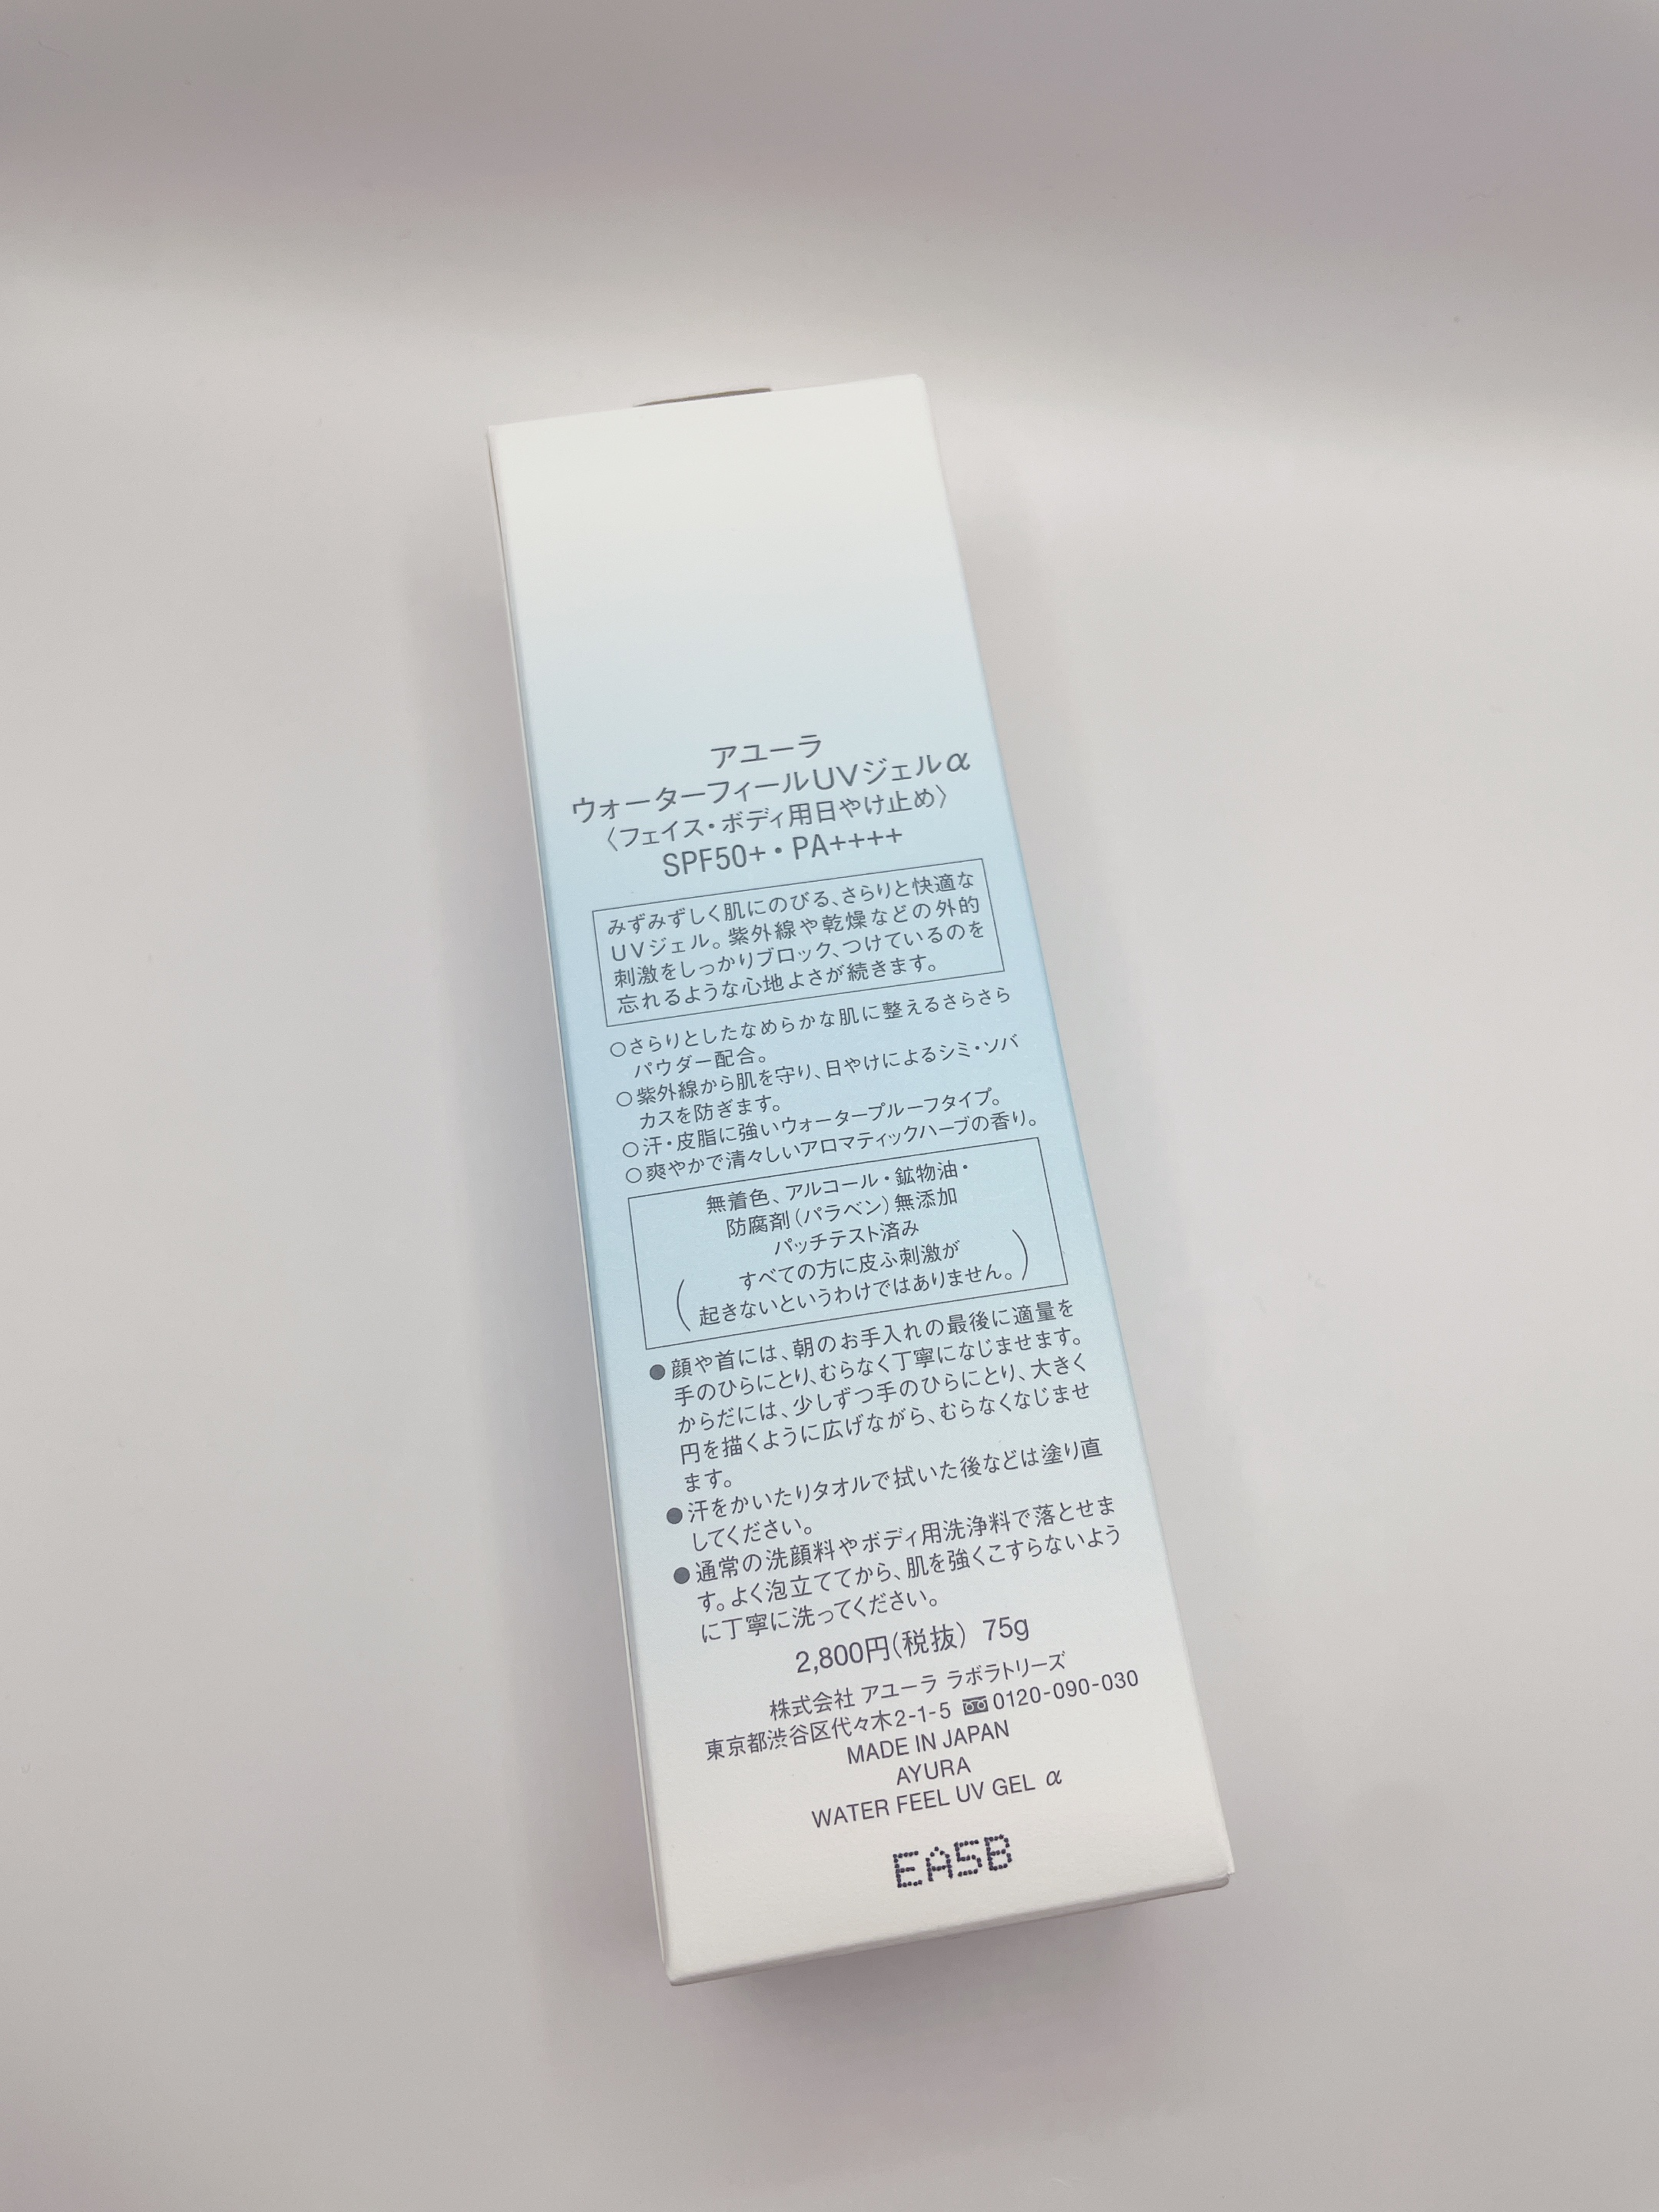 アユーラ
ウォーターフィールUVジェルα
〈フェイス・ボディ用日やけ止め〉
SPF50+・PA++++
みずみずしく肌にのびる、さらりと快適な
UVジェル。紫外線や乾燥などの外的
刺激をしっかりブロック、つけているのを
忘れるような心地よさが続きます。
○さらりとしたなめらかな肌に整えるさらさら
パウダー配合。
○紫外線から肌を守り、日やけによるシミ・ソバ
カスを防ぎます。
○汗・皮脂に強いウォータープルーフタイプ。
○爽やかで清々しいアロマティックハーブの香り。
無着色、アルコール・鉱物油・
防腐剤(パラベン)無添加
パッチテスト済み
(すべての方に皮ふ刺激が
起きないというわけではありません。)
●顔や首には、朝のお手入れの最後に適量を
手のひらにとり、むらなく丁寧になじませます。
からだには、少しずつ手のひらにとり、大きく
円を描くように広げながら、むらなくなじませ
ます。
●汗をかいたりタオルで拭いた後などは塗り直
してください。
●通常の洗顔料やボディ用洗浄料で落とせま
す。よく泡立ててから、肌を強くこすらないよう
に丁寧に洗ってください。
2,800円(税抜) 75g
株式会社 アユーラ ラボラトリーズ
東京都渋谷区代々木2-1-5 0120-090-030
MADE IN JAPAN
AYURA
WATER FEEL UV GEL α
EA5B